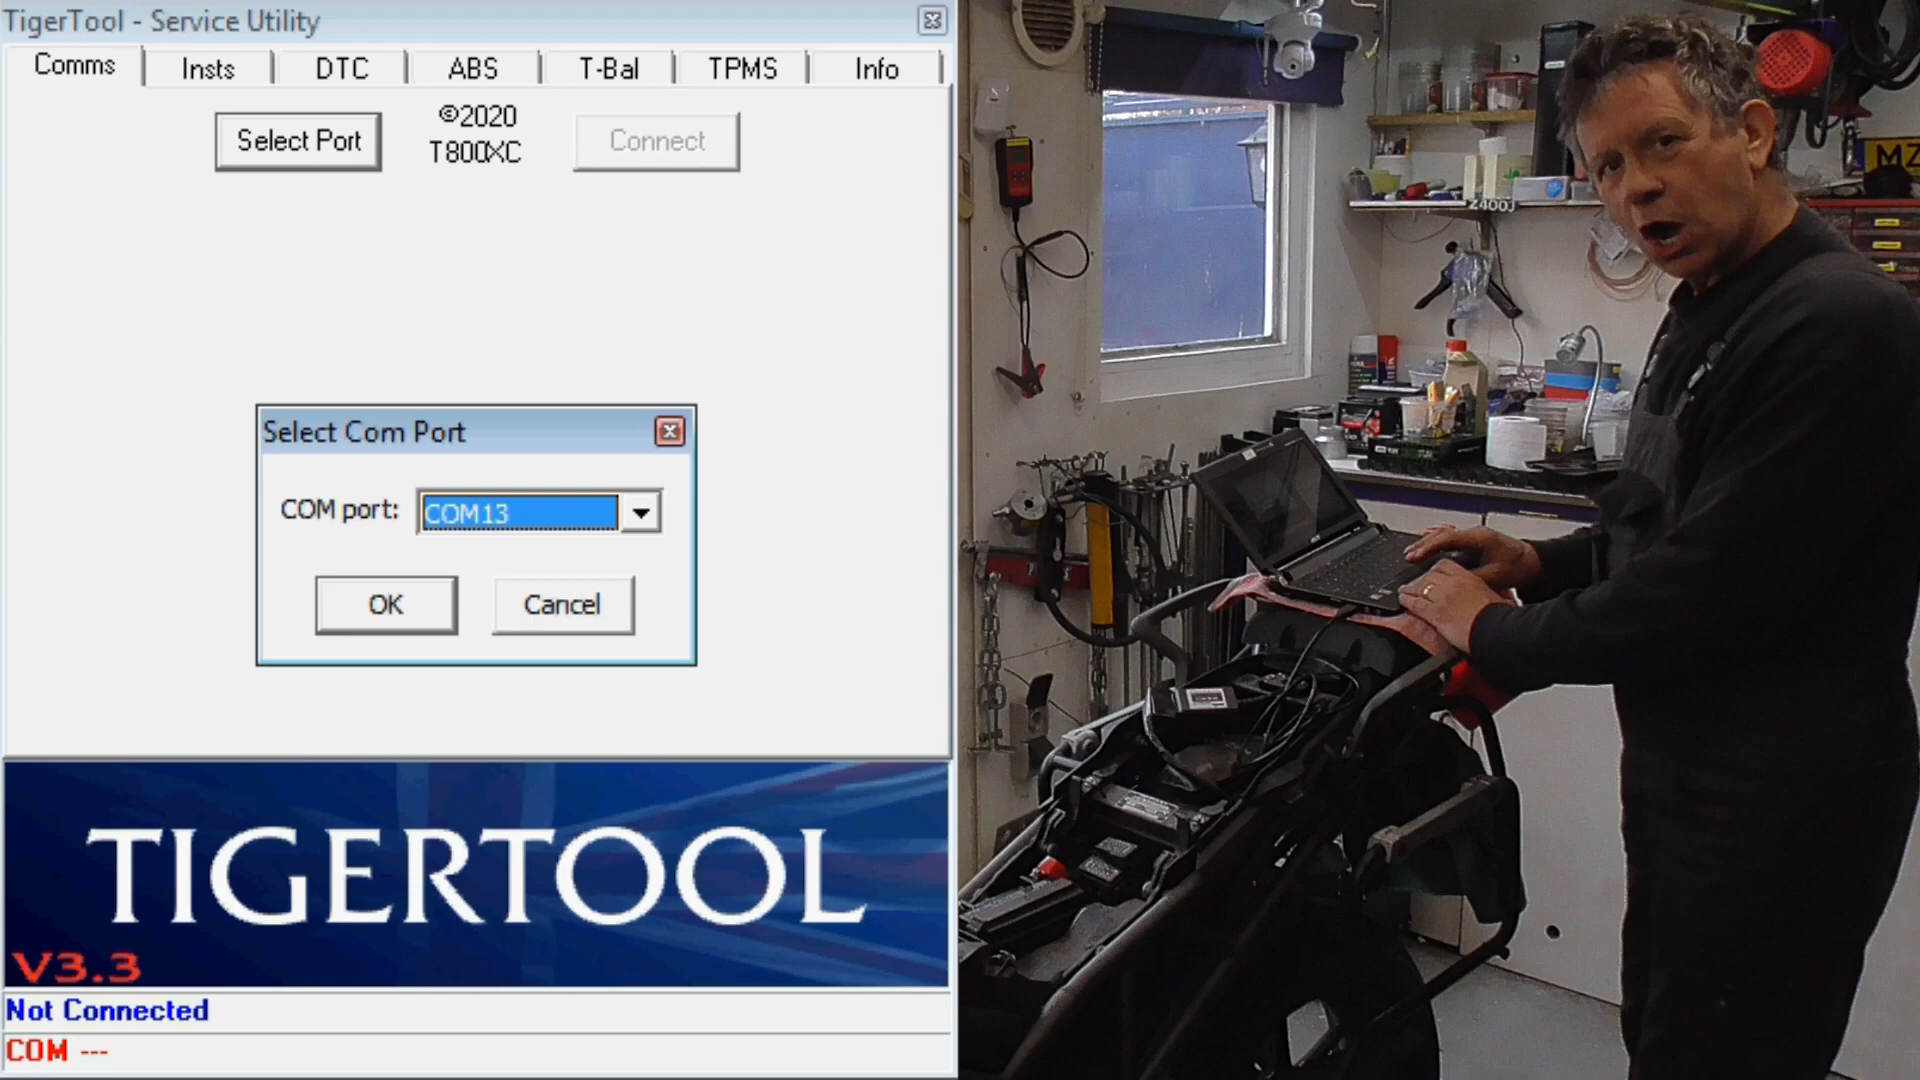 TigerTool - Service Utility
Comms Insts DTC ABS T-Bal TPMS Info
Select Port
©2020
T800XC
Connect
Select Com Port
COM port: COM13
OK Cancel
TIGERTOOL
V3.3
Not Connected
COM ---
Z400J
MZ